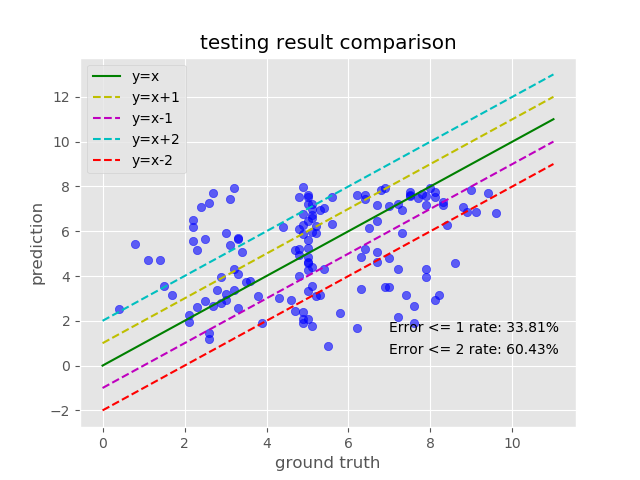 testing result comparison
y=x
y=x+1
y=x-1
y=x+2
y=x-2
12
10
8
6
4
2
0
−2
prediction
Error <= 1 rate: 33.81%
Error <= 2 rate: 60.43%
0 2 4 6 8 10
ground truth